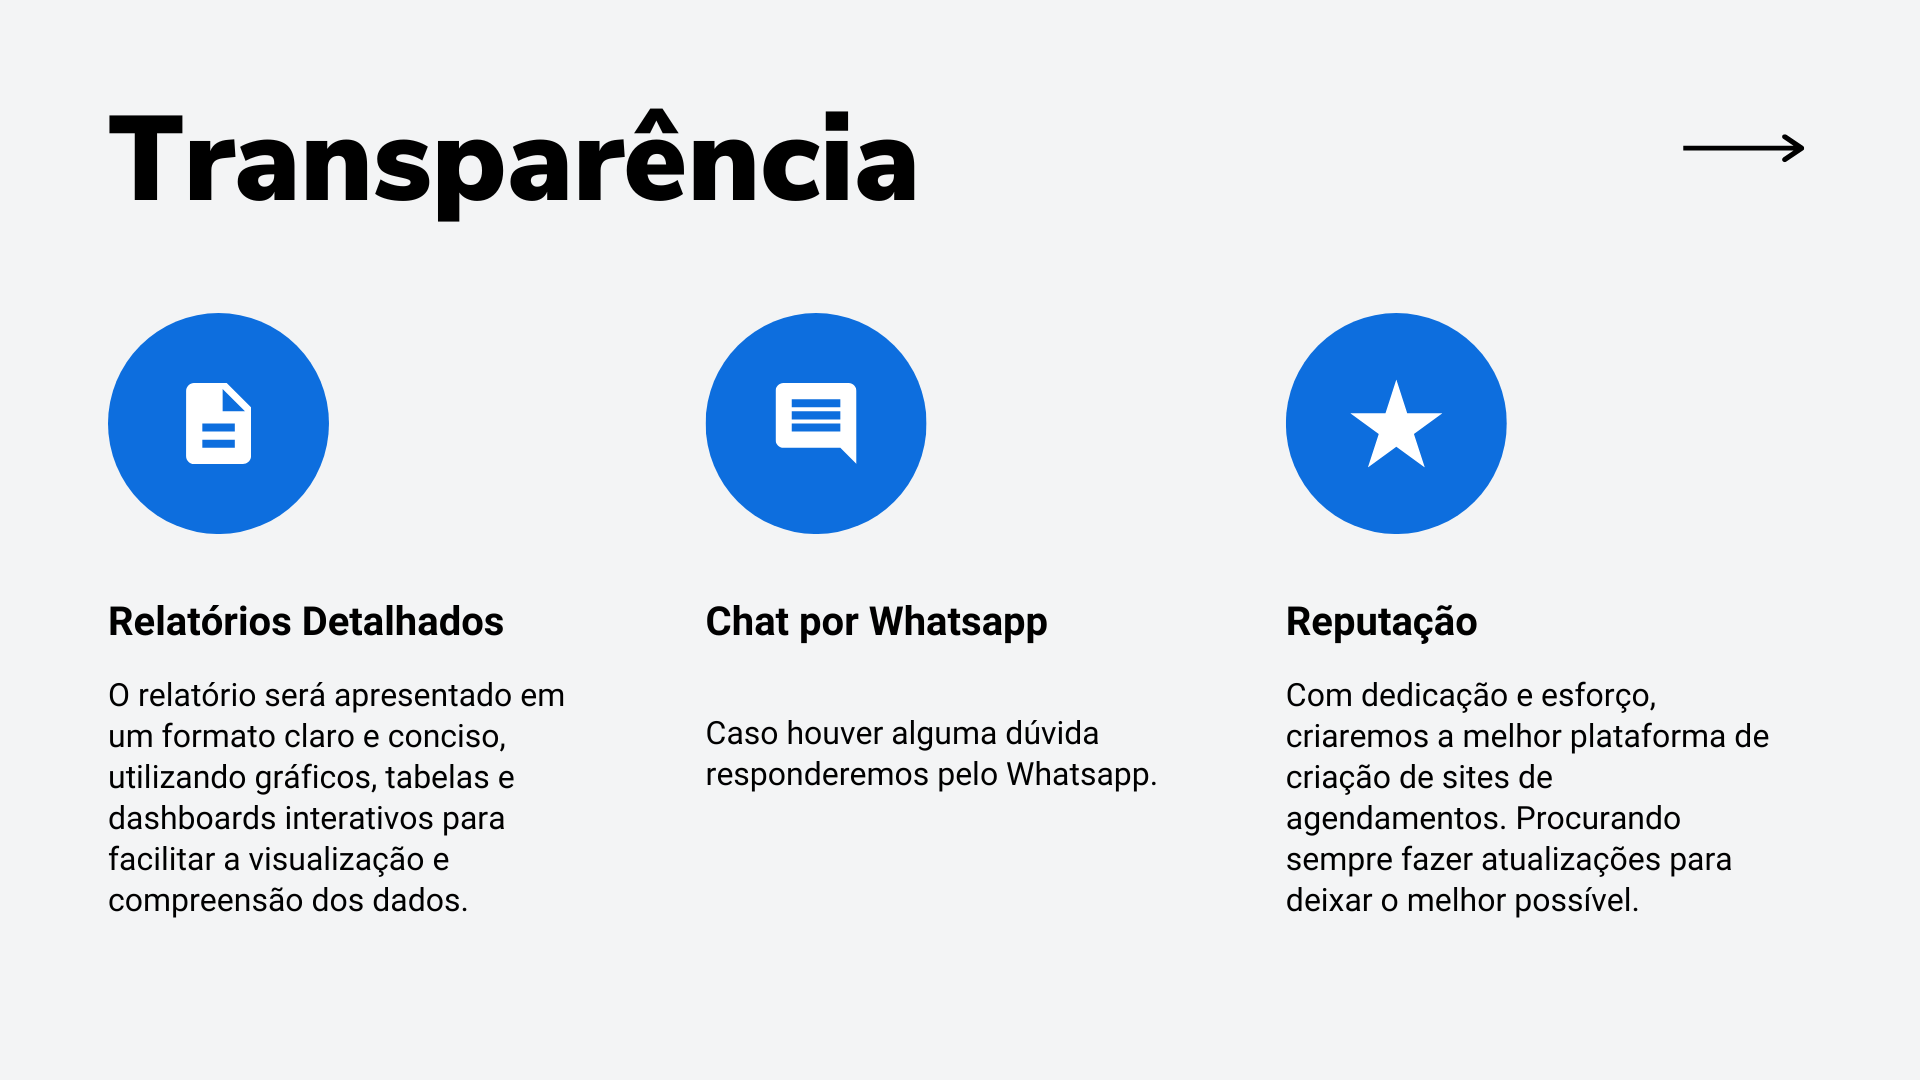 Transparência
Relatórios Detalhados
O relatório será apresentado em
um formato claro e conciso,
utilizando gráficos, tabelas e
dashboards interativos para
facilitar a visualização e
compreensão dos dados.
Chat por Whatsapp
Caso houver alguma dúvida
responderemos pelo Whatsapp.
Reputação
Com dedicação e esforço,
criaremos a melhor plataforma de
criação de sites de
agendamentos. Procurando
sempre fazer atualizações para
deixar o melhor possível.